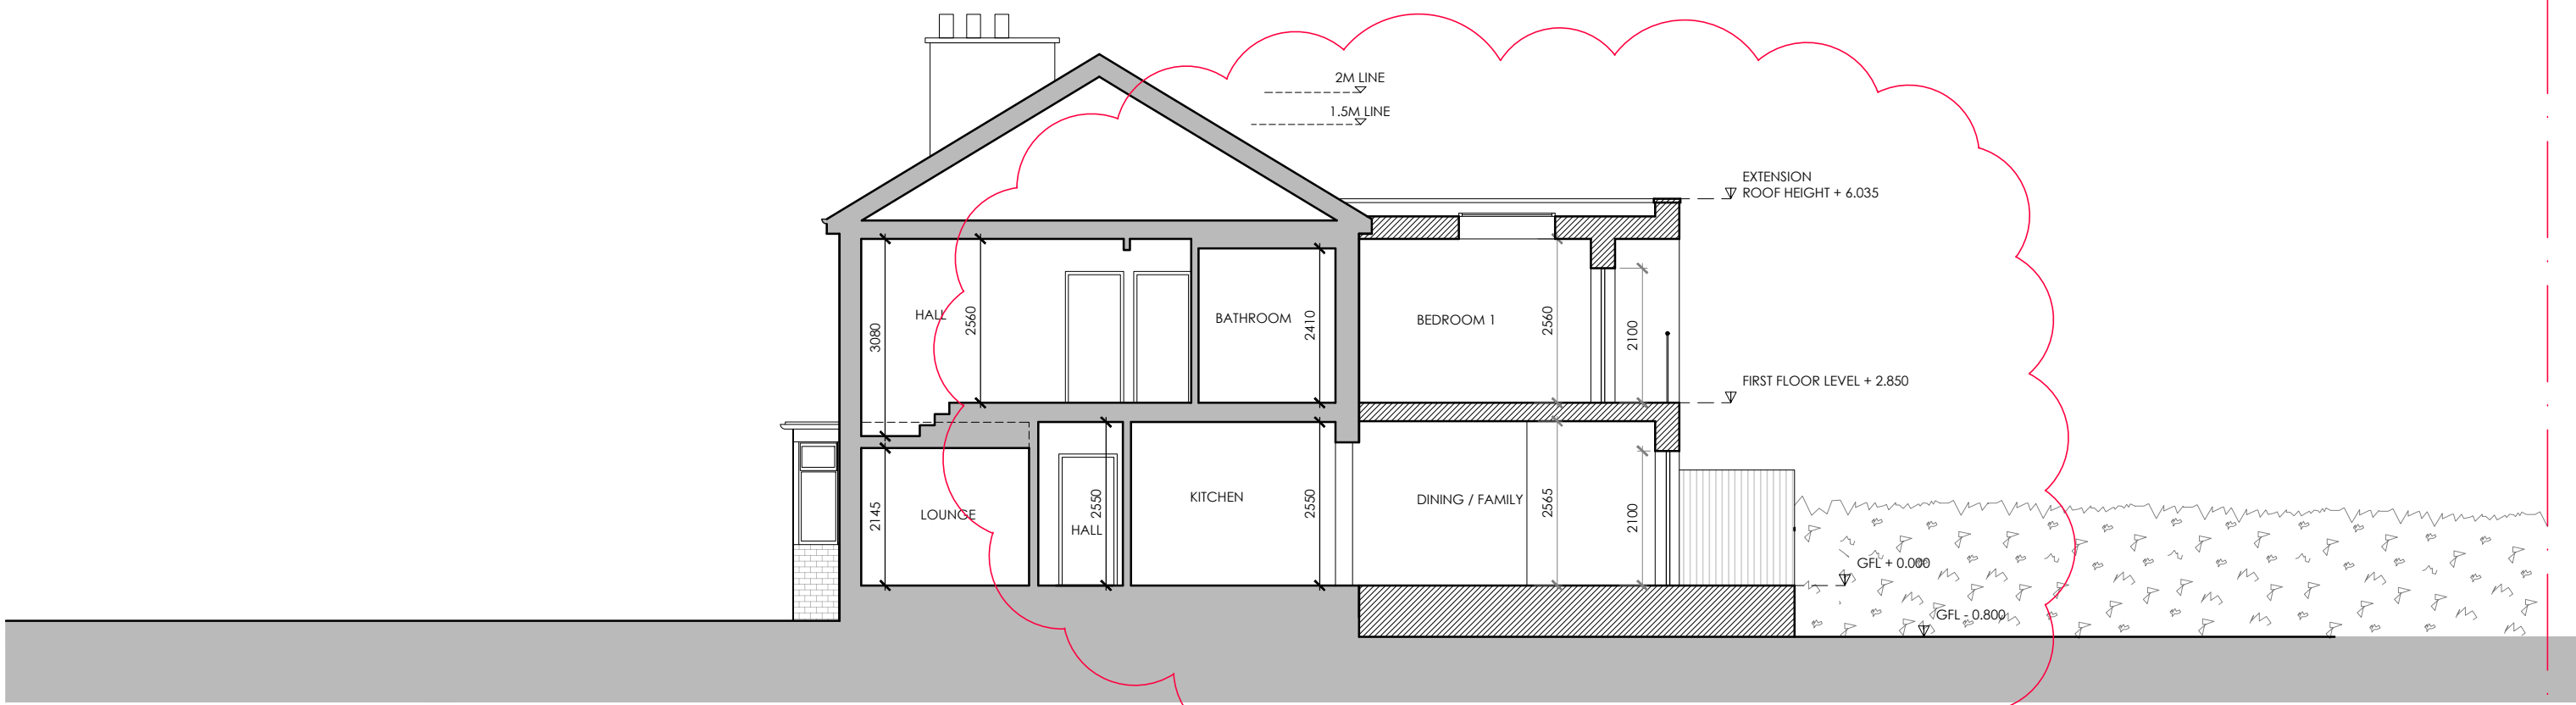 2M LINE
1.5M LINE
EXTENSION
ROOF HEIGHT + 6.035
3080
HALL
2560
BATHROOM
2410
BEDROOM 1
2560
2100
FIRST FLOOR LEVEL + 2.850
2145
LOUNGE
2550
HALL
KITCHEN
2550
DINING / FAMILY
2565
2100
GFL + 0.000
GFL - 0.800